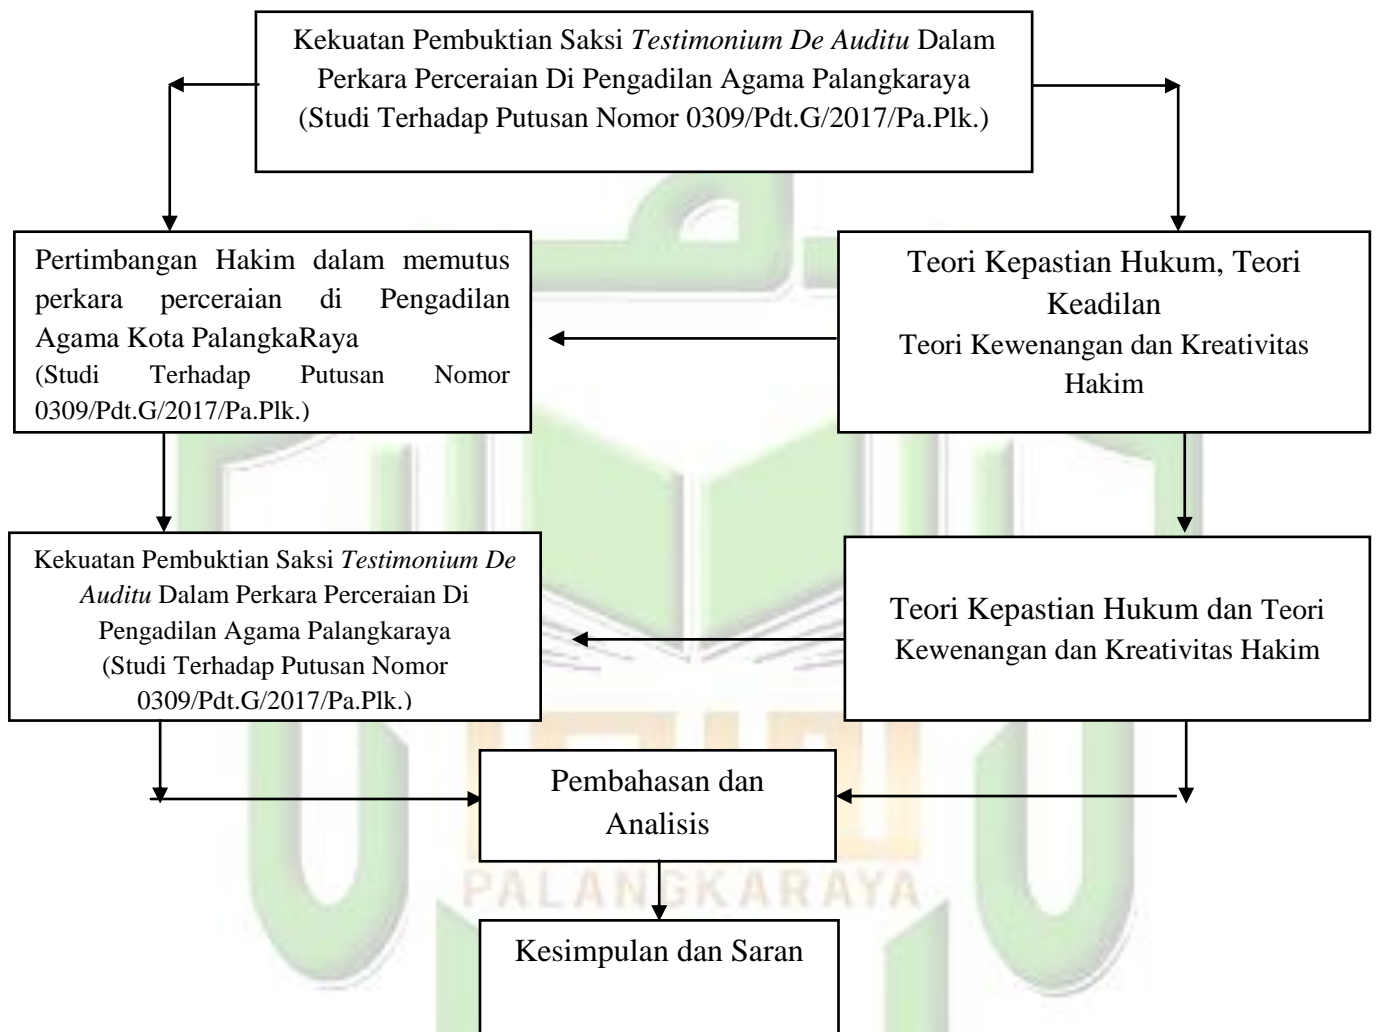 Kekuatan Pembuktian Saksi Testimonium De Auditu Dalam
Perkara Perceraian Di Pengadilan Agama Palangkaraya
(Studi Terhadap Putusan Nomor 0309/Pdt.G/2017/Pa.Plk.)
Pertimbangan Hakim dalam memutus
perkara perceraian di Pengadilan
Agama Kota PalangkaRaya
(Studi Terhadap Putusan Nomor
0309/Pdt.G/2017/Pa.Plk.)
Teori Kepastian Hukum, Teori
Keadilan
Teori Kewenangan dan Kreativitas
Hakim
Kekuatan Pembuktian Saksi Testimonium De
Auditu Dalam Perkara Perceraian Di
Pengadilan Agama Palangkaraya
(Studi Terhadap Putusan Nomor
0309/Pdt.G/2017/Pa.Plk.)
Teori Kepastian Hukum dan Teori
Kewenangan dan Kreativitas Hakim
Pembahasan dan
Analisis
PALANGKARAYA
Kesimpulan dan Saran